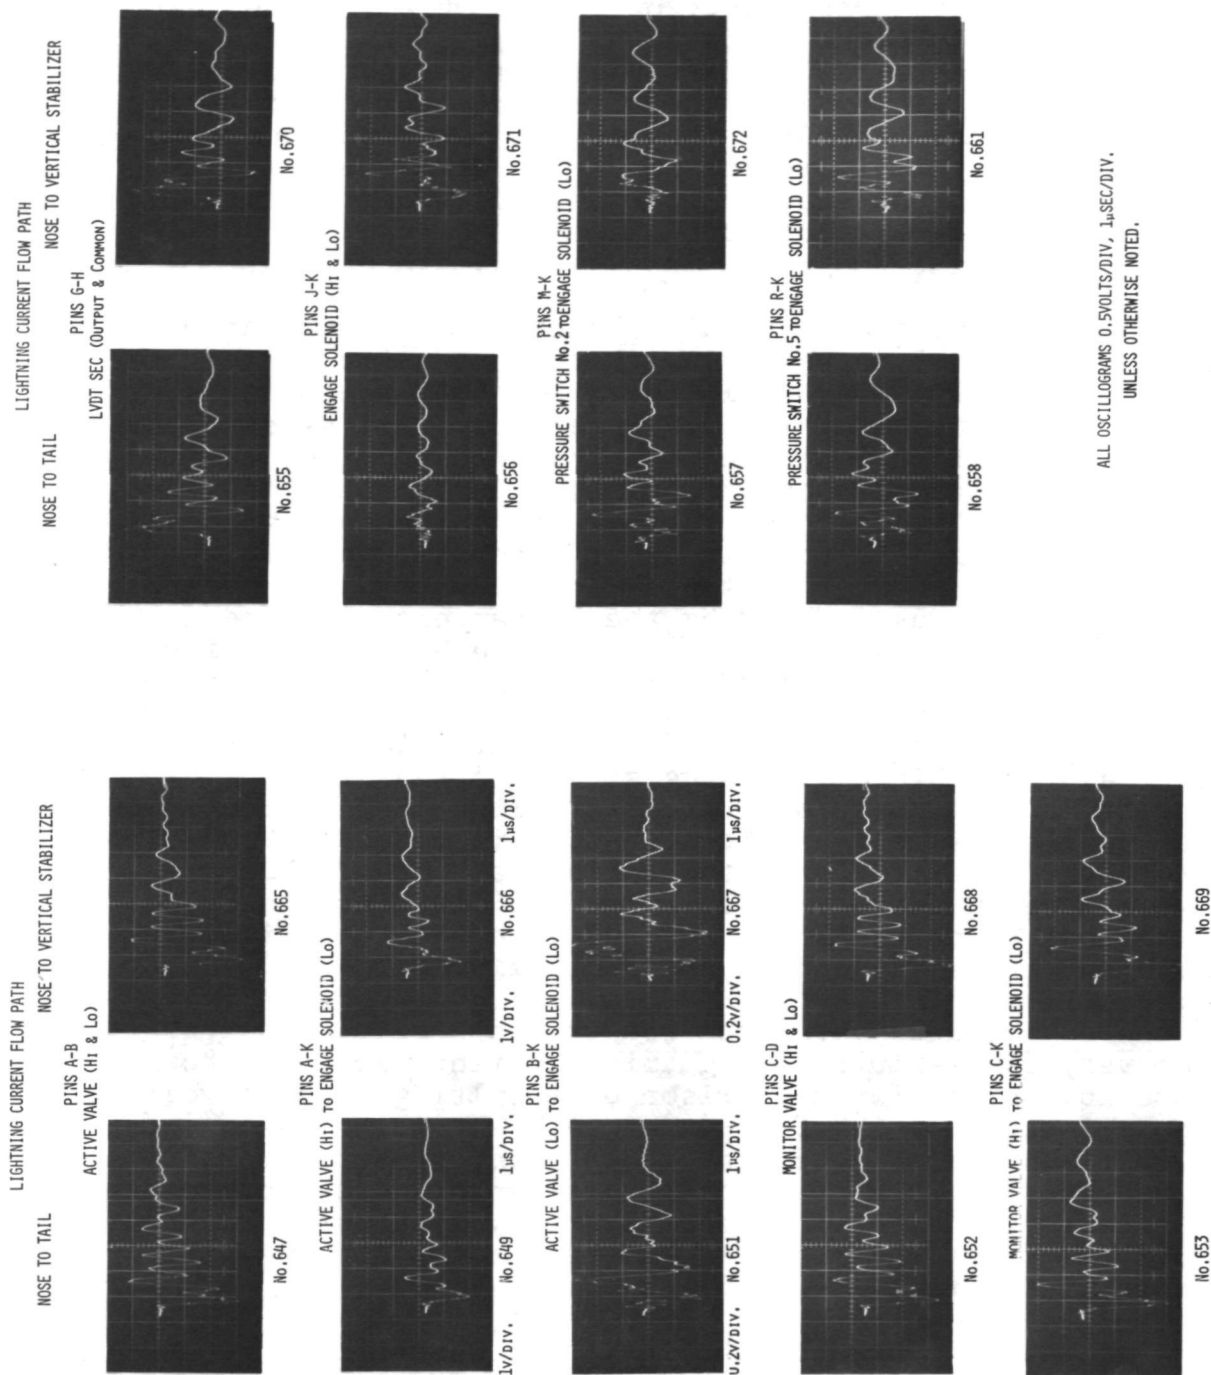 LIGHTNING CURRENT FLOW PATH
NOSE TO TAIL
NOSE TO VERTICAL STABILIZER
PINS A-B
ACTIVE VALVE (HI & LO)
No.647
No.665
PINS A-K
ACTIVE VALVE (HI) TO ENGAGE SOLENOID (LO)
1V/DIV. No.649 1µS/DIV.
1V/DIV. No.666 1µS/DIV.
PINS B-K
ACTIVE VALVE (LO) TO ENGAGE SOLENOID (LO)
0.2V/DIV. No.651 1µS/DIV.
0.2V/DIV. No.667 1µS/DIV.
PINS C-D
MONITOR VALVE (HI & LO)
No.652
No.668
PINS C-K
MONITOR VALVE (HI) TO ENGAGE SOLENOID (LO)
No.653
No.669
LIGHTNING CURRENT FLOW PATH
NOSE TO TAIL
NOSE TO VERTICAL STABILIZER
PINS G-H
LVDT SEC (OUTPUT & COMMON)
No.655
No.670
PINS J-K
ENGAGE SOLENOID (HI & LO)
No.656
No.671
PINS M-K
PRESSURE SWITCH No.2 TO ENGAGE SOLENOID (LO)
No.657
No.672
PINS R-K
PRESSURE SWITCH No.5 TO ENGAGE SOLENOID (LO)
No.658
No.661
ALL OSCILLOGRAMS 0.5VOLTS/DIV, 1µSEC/DIV.
UNLESS OTHERWISE NOTED.